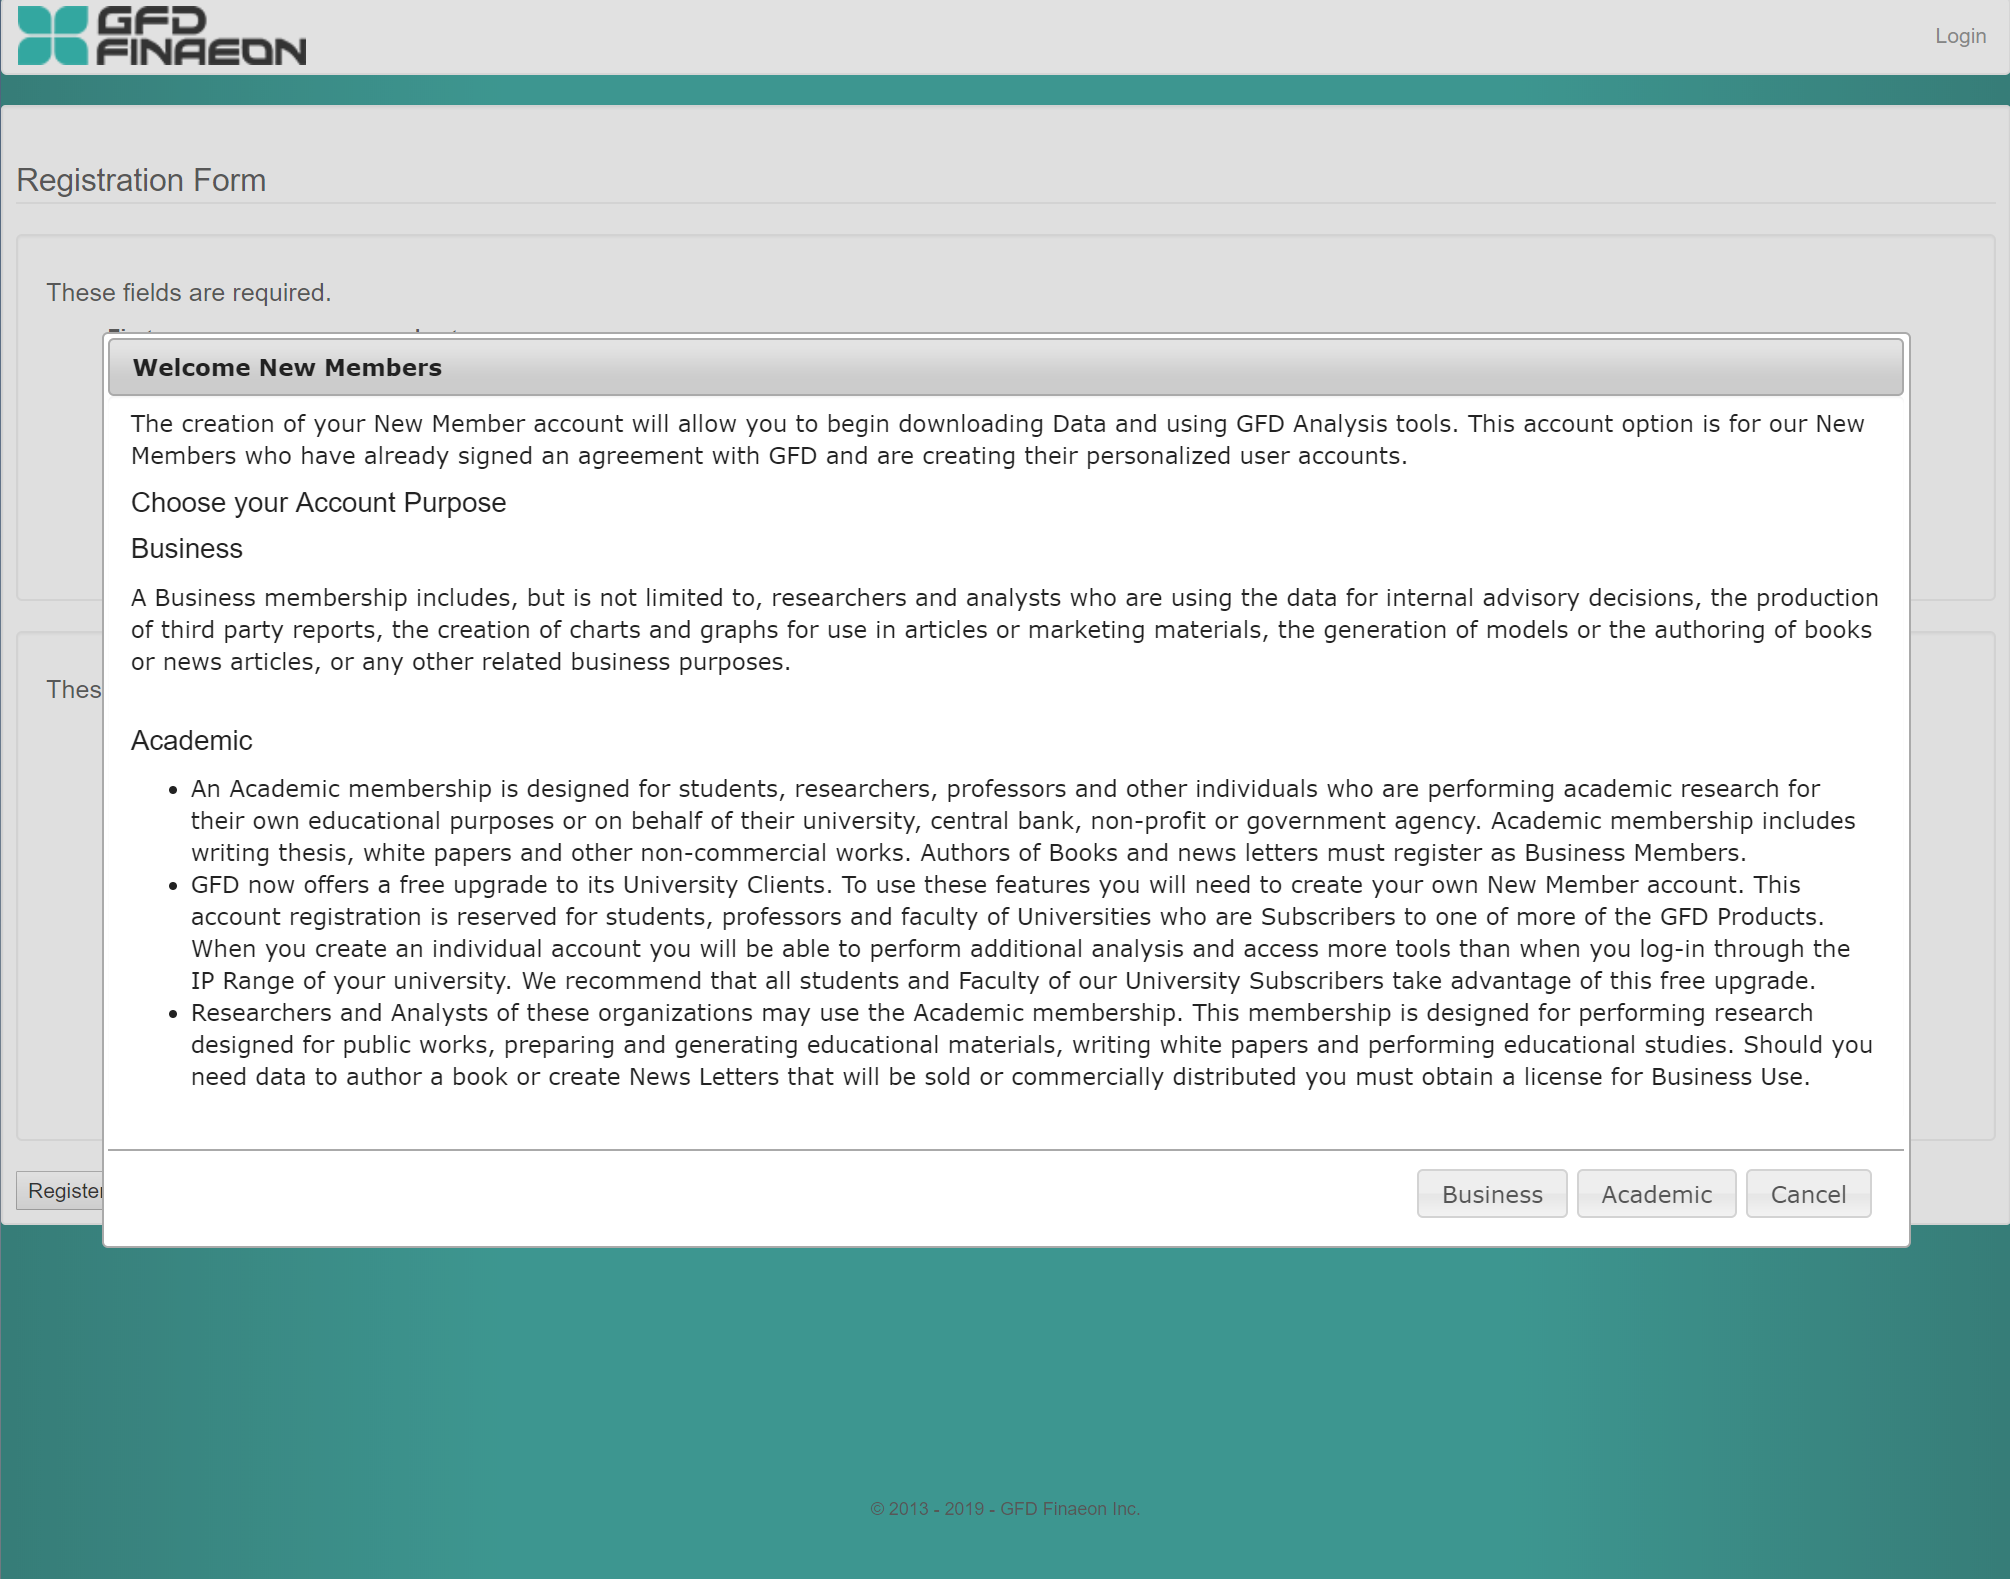 GFD
FINAEON
Login
Registration Form
These fields are required.
Welcome New Members
The creation of your New Member account will allow you to begin downloading Data and using GFD Analysis tools. This account option is for our New
Members who have already signed an agreement with GFD and are creating their personalized user accounts.
Choose your Account Purpose
Business
A Business membership includes, but is not limited to, researchers and analysts who are using the data for internal advisory decisions, the production
of third party reports, the creation of charts and graphs for use in articles or marketing materials, the generation of models or the authoring of books
or news articles, or any other related business purposes.
Thes
Academic
• An Academic membership is designed for students, researchers, professors and other individuals who are performing academic research for
their own educational purposes or on behalf of their university, central bank, non-profit or government agency. Academic membership includes
writing thesis, white papers and other non-commercial works. Authors of Books and news letters must register as Business Members.
• GFD now offers a free upgrade to its University Clients. To use these features you will need to create your own New Member account. This
account registration is reserved for students, professors and faculty of Universities who are Subscribers to one of more of the GFD Products.
When you create an individual account you will be able to perform additional analysis and access more tools than when you log-in through the
IP Range of your university. We recommend that all students and Faculty of our University Subscribers take advantage of this free upgrade.
• Researchers and Analysts of these organizations may use the Academic membership. This membership is designed for performing research
designed for public works, preparing and generating educational materials, writing white papers and performing educational studies. Should you
need data to author a book or create News Letters that will be sold or commercially distributed you must obtain a license for Business Use.
Register
Business Academic Cancel
© 2013 - 2019 - GFD Finaeon Inc.